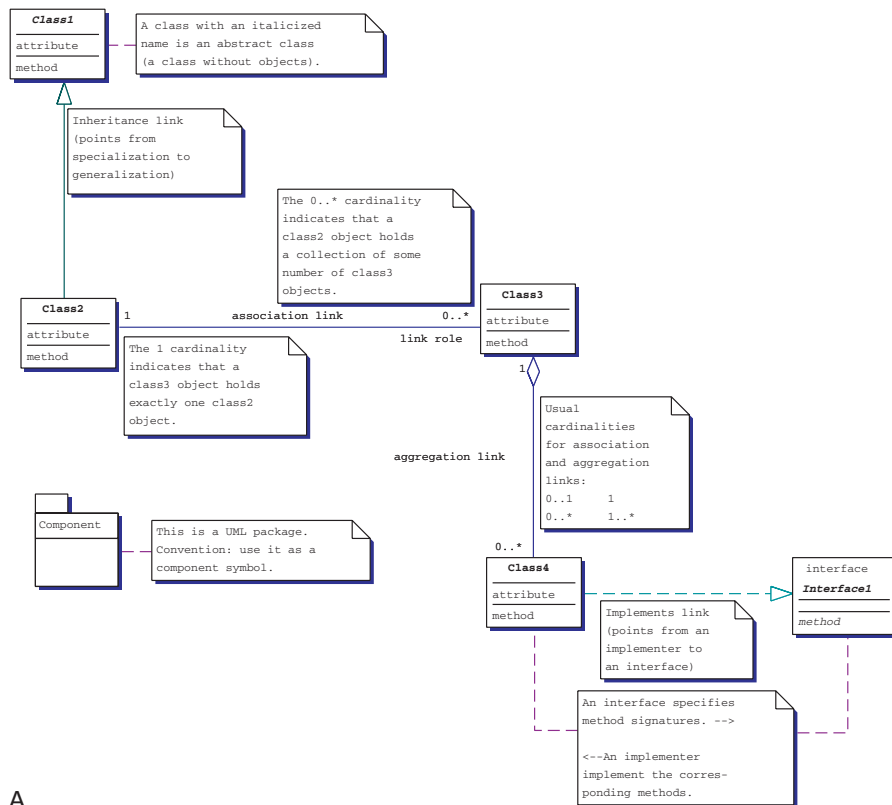 Class1
attribute
method
A class with an italicized
name is an abstract class
(a class without objects).
Inheritance link
(points from
specialization to
generalization)
The 0..* cardinality
indicates that a
class2 object holds
a collection of some
number of class3
objects.
Class2
attribute
method
1
association link
0..*
link role
Class3
attribute
method
The 1 cardinality
indicates that a
class3 object holds
exactly one class2
object.
1
aggregation link
Usual
cardinalities
for association
and aggregation
links:
0..1 1
0..* 1..*
Component
This is a UML package.
Convention: use it as a
component symbol.
0..*
Class4
attribute
method
interface
Interface1
method
Implements link
(points from an
implementer to
an interface)
An interface specifies
method signatures. -->
<--An implementer
implement the corres-
ponding methods.
A